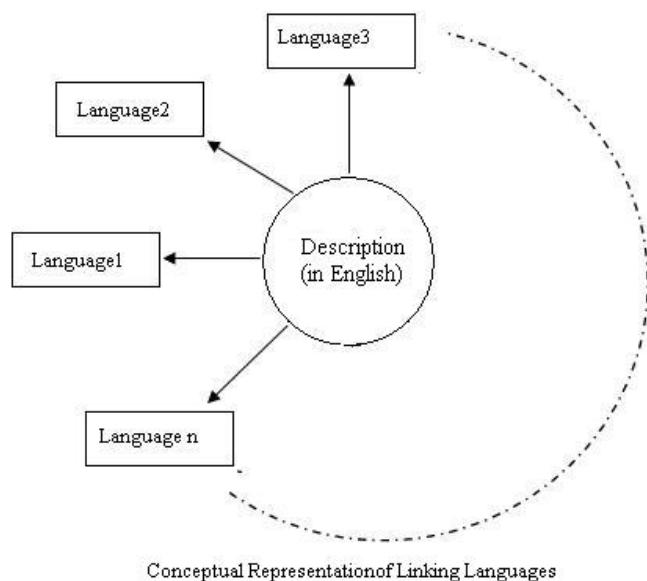 Language3
Language2
Description
(in English)
Language1
Language n
Conceptual Representationof Linking Languages